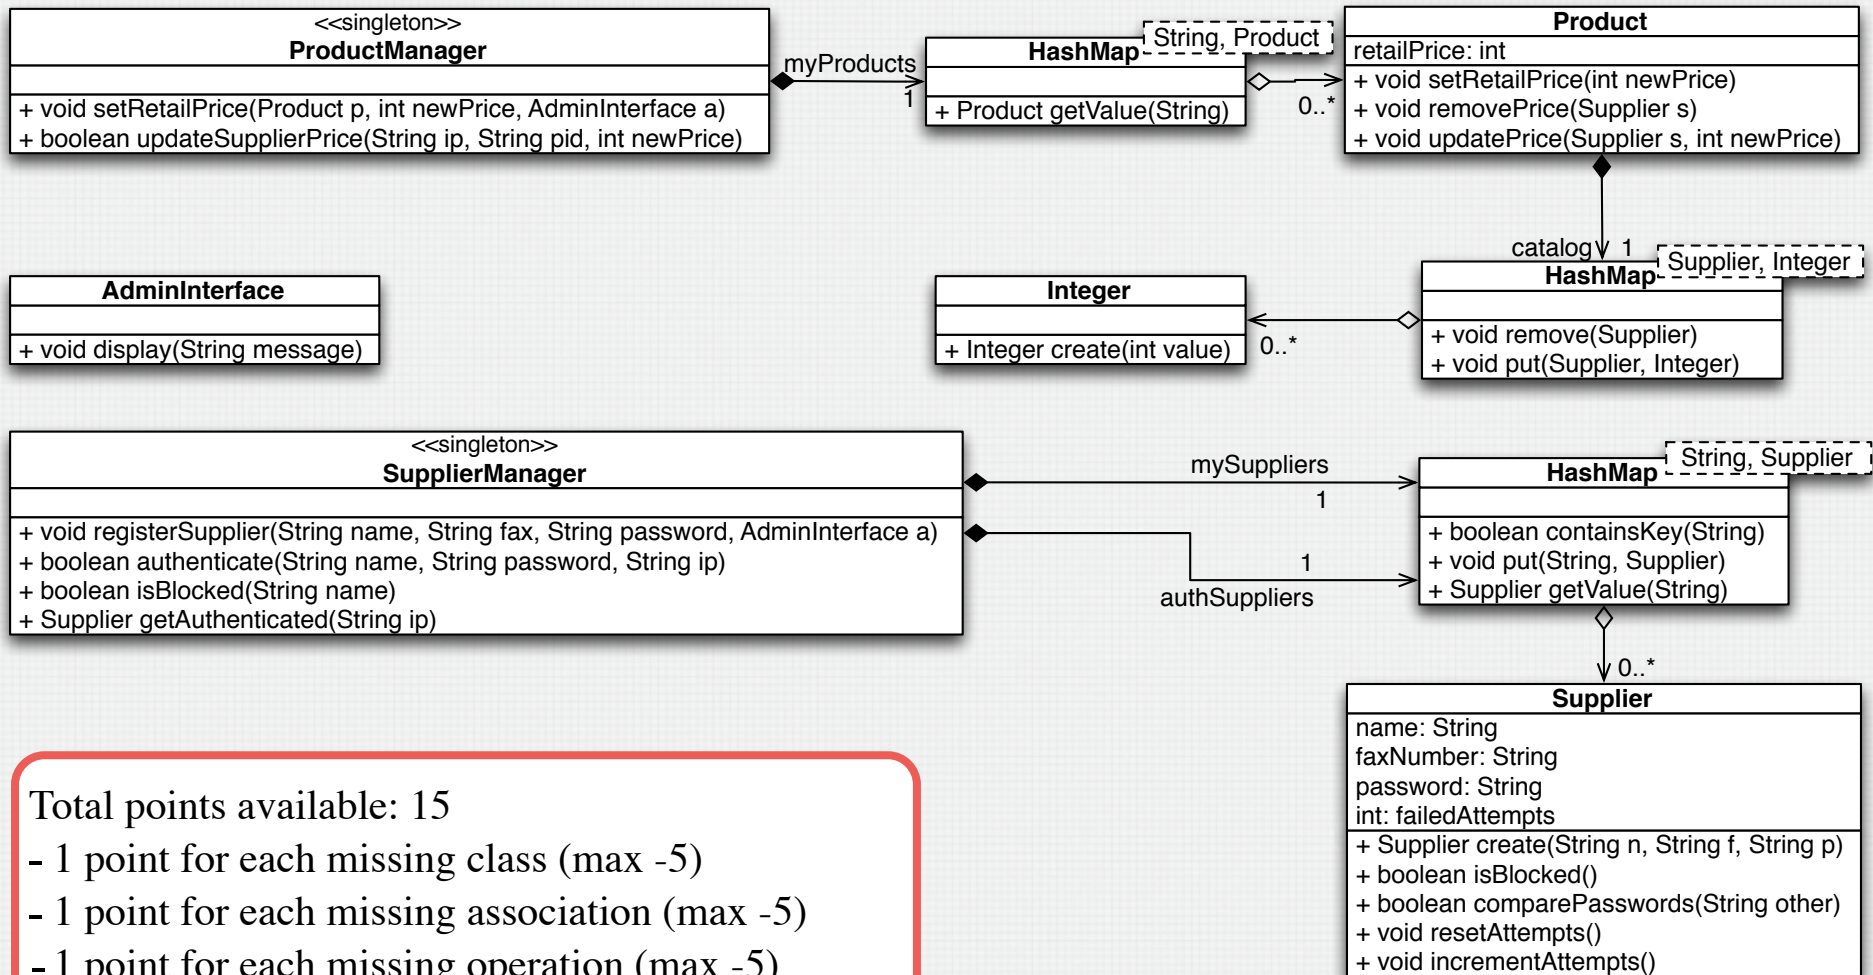 <<singleton>>
ProductManager
+ void setRetailPrice(Product p, int newPrice, AdminInterface a)
+ boolean updateSupplierPrice(String ip, String pid, int newPrice)
myProducts
1
String, Product
HashMap
+ Product getValue(String)
0..*
Product
retailPrice: int
+ void setRetailPrice(int newPrice)
+ void removePrice(Supplier s)
+ void updatePrice(Supplier s, int newPrice)
catalog
1
AdminInterface
+ void display(String message)
Integer
+ Integer create(int value)
0..*
Supplier, Integer
HashMap
+ void remove(Supplier)
+ void put(Supplier, Integer)
<<singleton>>
SupplierManager
+ void registerSupplier(String name, String fax, String password, AdminInterface a)
+ boolean authenticate(String name, String password, String ip)
+ boolean isBlocked(String name)
+ Supplier getAuthenticated(String ip)
mySuppliers
1
1
authSuppliers
String, Supplier
HashMap
+ boolean containsKey(String)
+ void put(String, Supplier)
+ Supplier getValue(String)
0..*
Supplier
name: String
faxNumber: String
password: String
int: failedAttempts
+ Supplier create(String n, String f, String p)
+ boolean isBlocked()
+ boolean comparePasswords(String other)
+ void resetAttempts()
+ void incrementAttempts()
Total points available: 15
- 1 point for each missing class (max -5)
- 1 point for each missing association (max -5)
- 1 point for each missing operation (max -5)